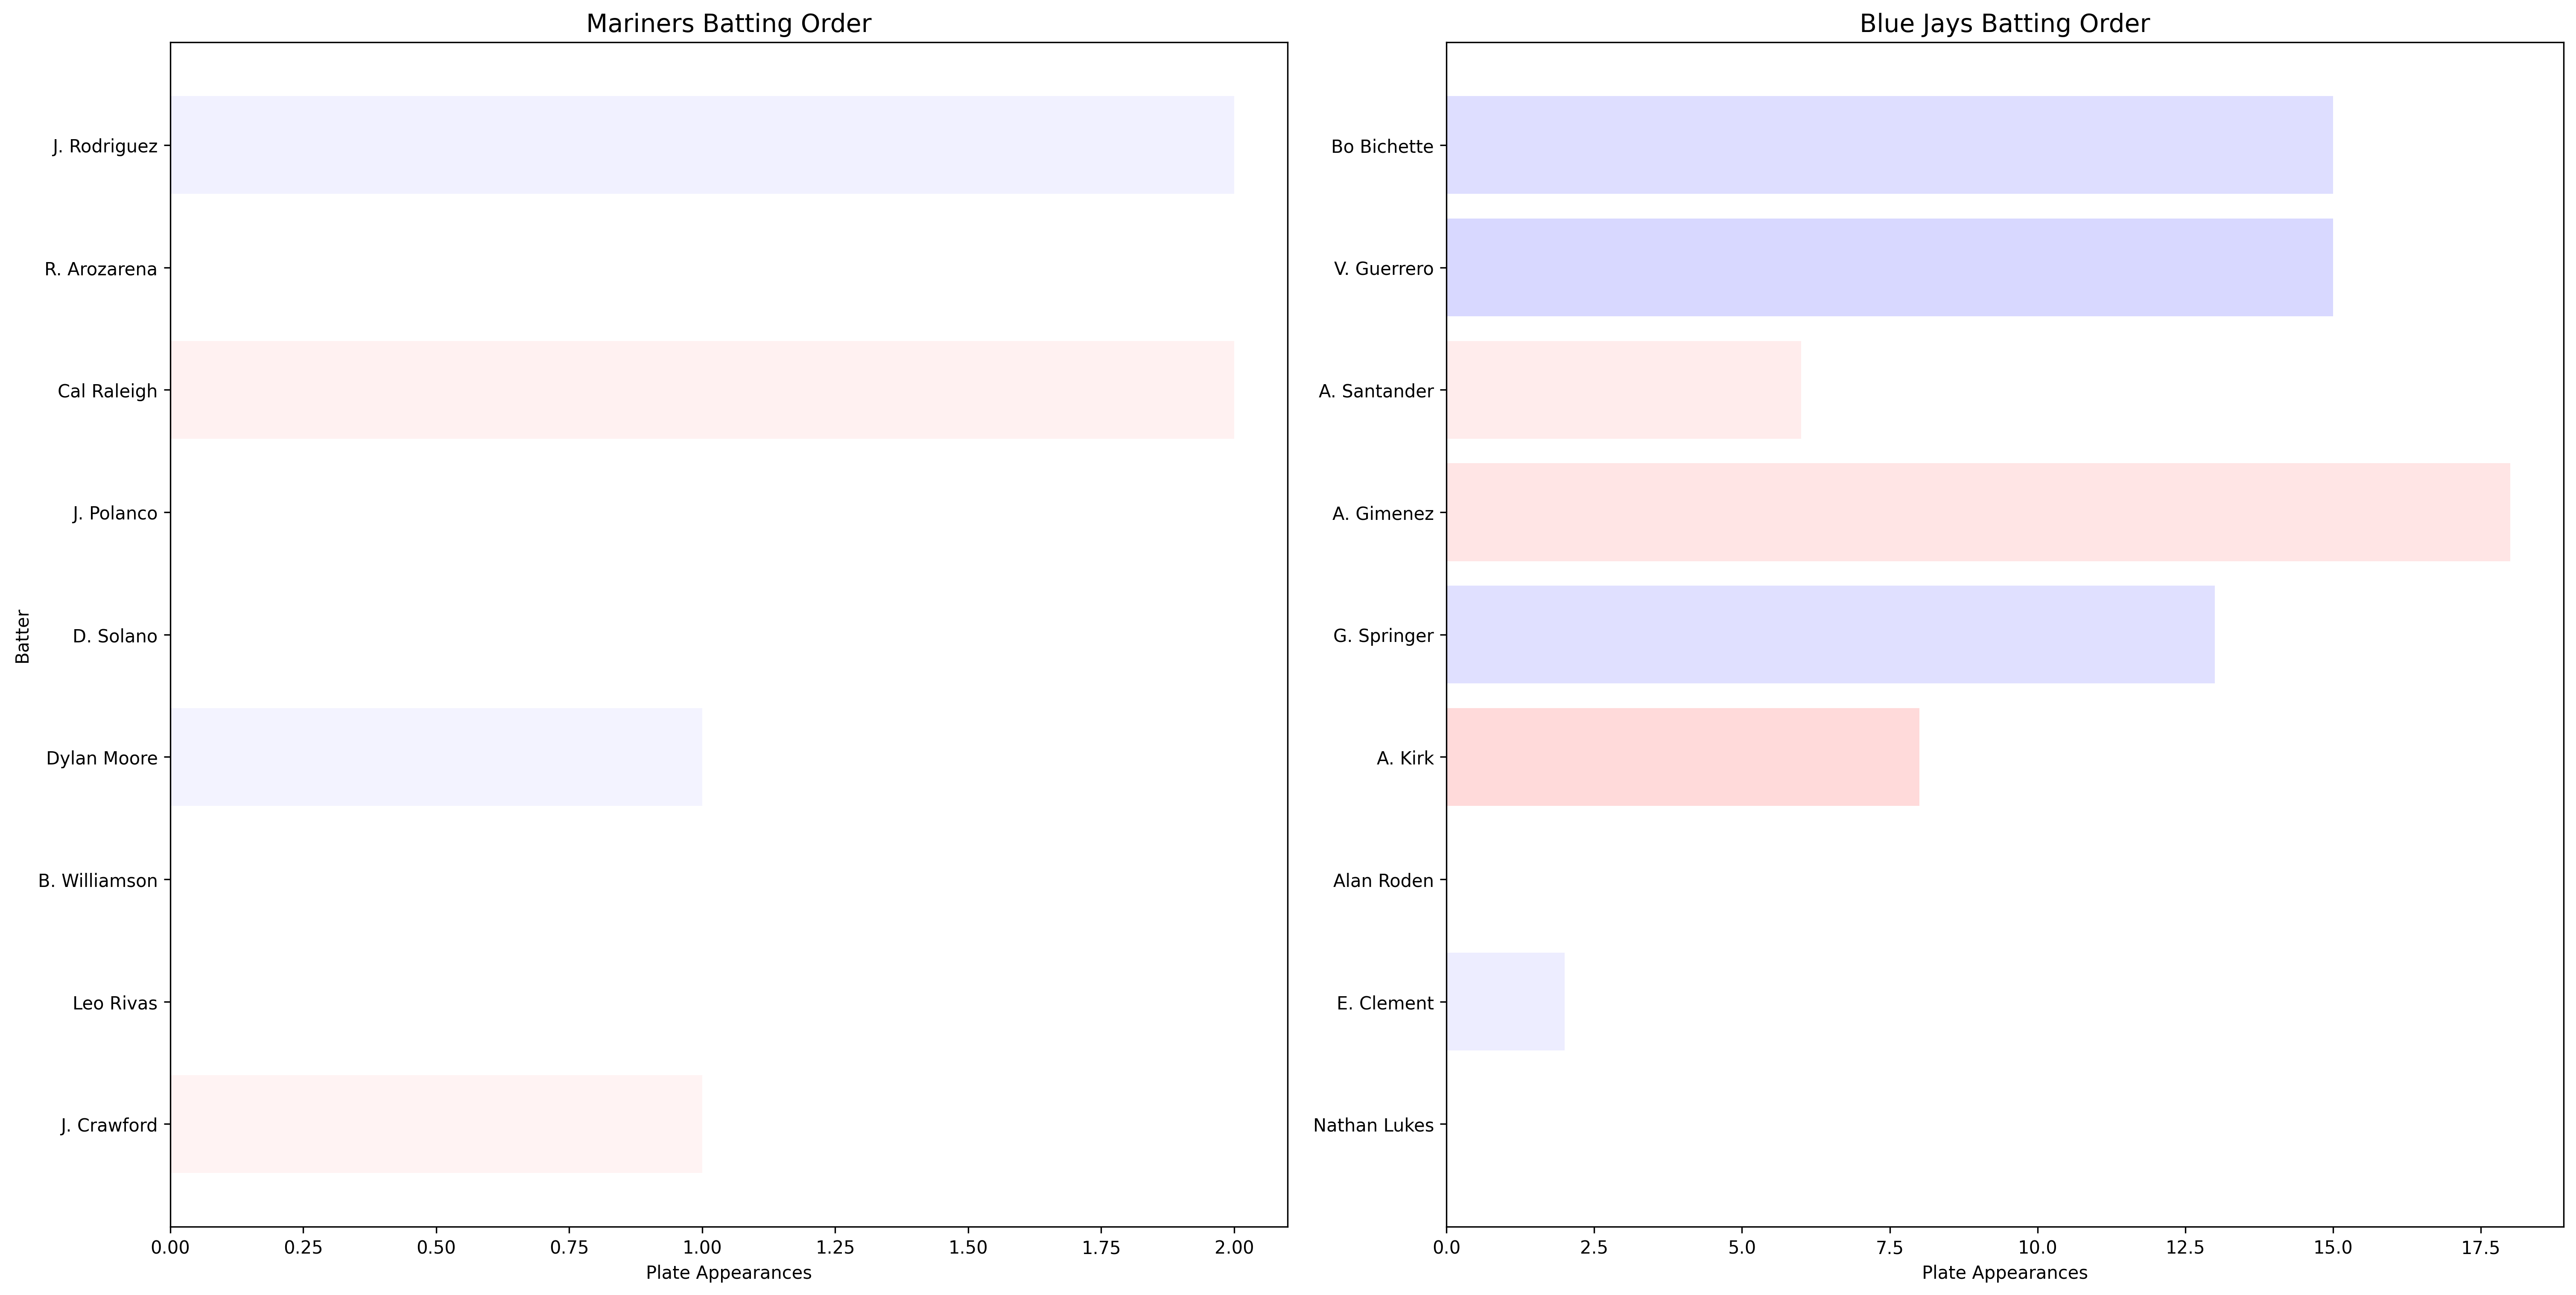 Mariners Batting Order
Batter
J. Rodriguez
R. Arozarena
Cal Raleigh
J. Polanco
D. Solano
Dylan Moore
B. Williamson
Leo Rivas
J. Crawford
0.00 0.25 0.50 0.75 1.00 1.25 1.50 1.75 2.00
Plate Appearances
Blue Jays Batting Order
Bo Bichette
V. Guerrero
A. Santander
A. Gimenez
G. Springer
A. Kirk
Alan Roden
E. Clement
Nathan Lukes
0.0 2.5 5.0 7.5 10.0 12.5 15.0 17.5
Plate Appearances